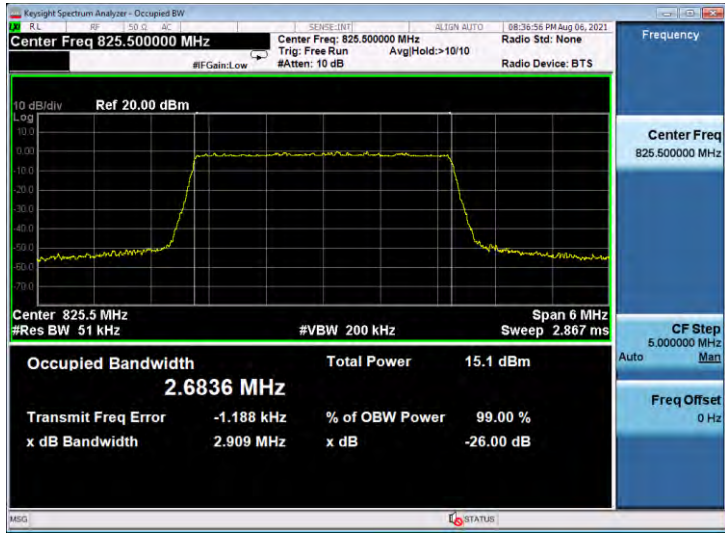 Keysight Spectrum Analyzer - Occupied BW
RL RF 50 Ω AC SENSE:INT ALIGN AUTO 08:36:56 PM Aug 06, 2021
Center Freq 825.500000 MHz
Center Freq: 825.500000 MHz
Radio Std: None
Trig: Free Run Avg|Hold:>10/10
#IFGain:Low #Atten: 10 dB Radio Device: BTS
Frequency
10 dB/div Ref 20.00 dBm
Log
10.0
0.00
-10.0
-20.0
-30.0
-40.0
-50.0
-60.0
-70.0
Center 825.5 MHz Span 6 MHz
#Res BW 51 kHz #VBW 200 kHz Sweep 2.867 ms
Occupied Bandwidth Total Power 15.1 dBm
2.6836 MHz
Transmit Freq Error -1.188 kHz % of OBW Power 99.00 %
x dB Bandwidth 2.909 MHz x dB -26.00 dB
Center Freq
825.500000 MHz
CF Step
5.000000 MHz
Auto Man
Freq Offset
0 Hz
MSG STATUS